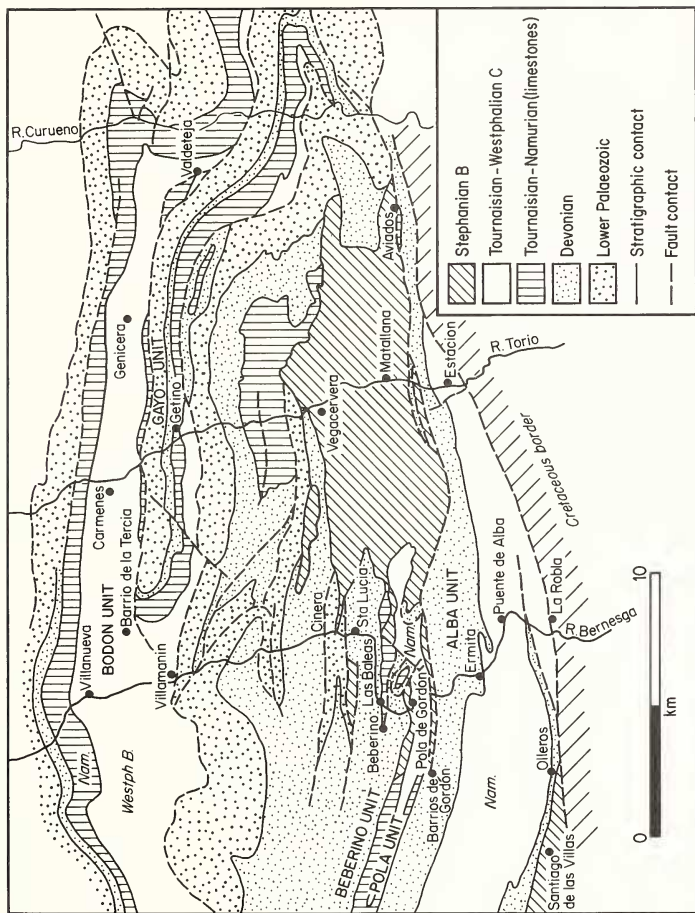 R. Curueno
Valdeteja
Genicera
GAYO UNIT
Getino
Carmenes
Barrio de la Tercia
BODON UNIT
Villanueva
Villamanin
Nam.
Westph B.
Aviados
Matallana
Vegacervera
Estacion
R. Torio
Cinera
Sta Lucia
Las Baleas
Beberino
Nam.
Pola de Gordón
BEBERINO UNIT
POLA UNIT
Barrios de
Gordón
ALBA UNIT
Ermita
Puente de Alba
Nam.
La Robla
R. Bernesga
Olleros
Santiago
de las Villas
Cretaceous border
Stephanian B
Tournaisian-Westphalian C
Tournaisian-Namurian (limestones)
Devonian
Lower Palaeozoic
Stratigraphic contact
Fault contact
0
10
km